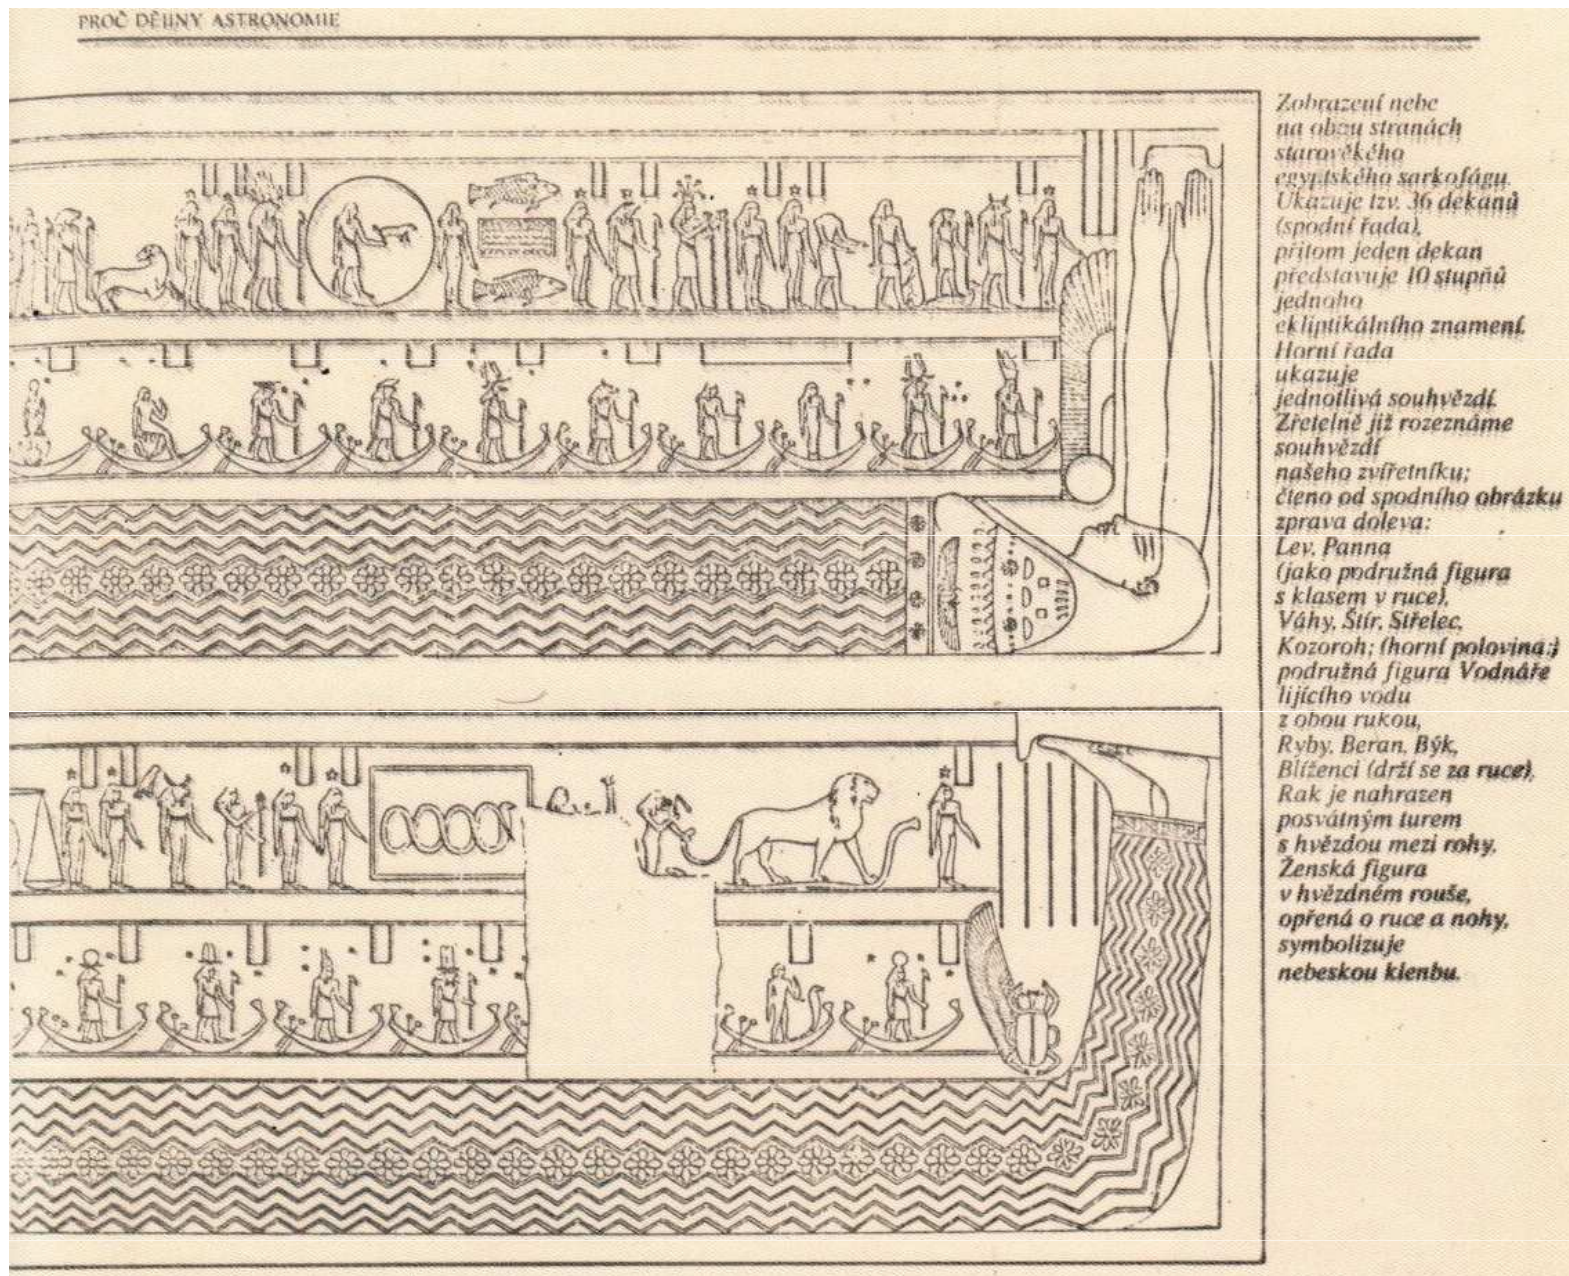 PROČ DĚJINY ASTRONOMIE
Zobrazení nebe
na obou stranách
starověkého
egyptského sarkofágu.
Ukazuje tzv. 36 dekanů
(spodní řada),
přitom jeden dekan
představuje 10 stupňů
jednoho
ekliptikálního znamení.
Horní řada
ukazuje
jednotlivá souhvězdí.
Zřetelně již rozeznáme
souhvězdí
našeho zvířetníku;
čteno od spodního obrázku
zprava doleva:
Lev, Panna
(jako podružná figura
s klasem v ruce),
Váhy, Štír, Střelec,
Kozoroh; (horní polovina:)
podružná figura Vodnáře
lijícího vodu
z obou rukou,
Ryby, Beran, Býk,
Blíženci (drží se za ruce),
Rak je nahrazen
posvátným turem
s hvězdou mezi rohy.
Ženská figura
v hvězdném rouše,
opřená o ruce a nohy,
symbolizuje
nebeskou klenbu.